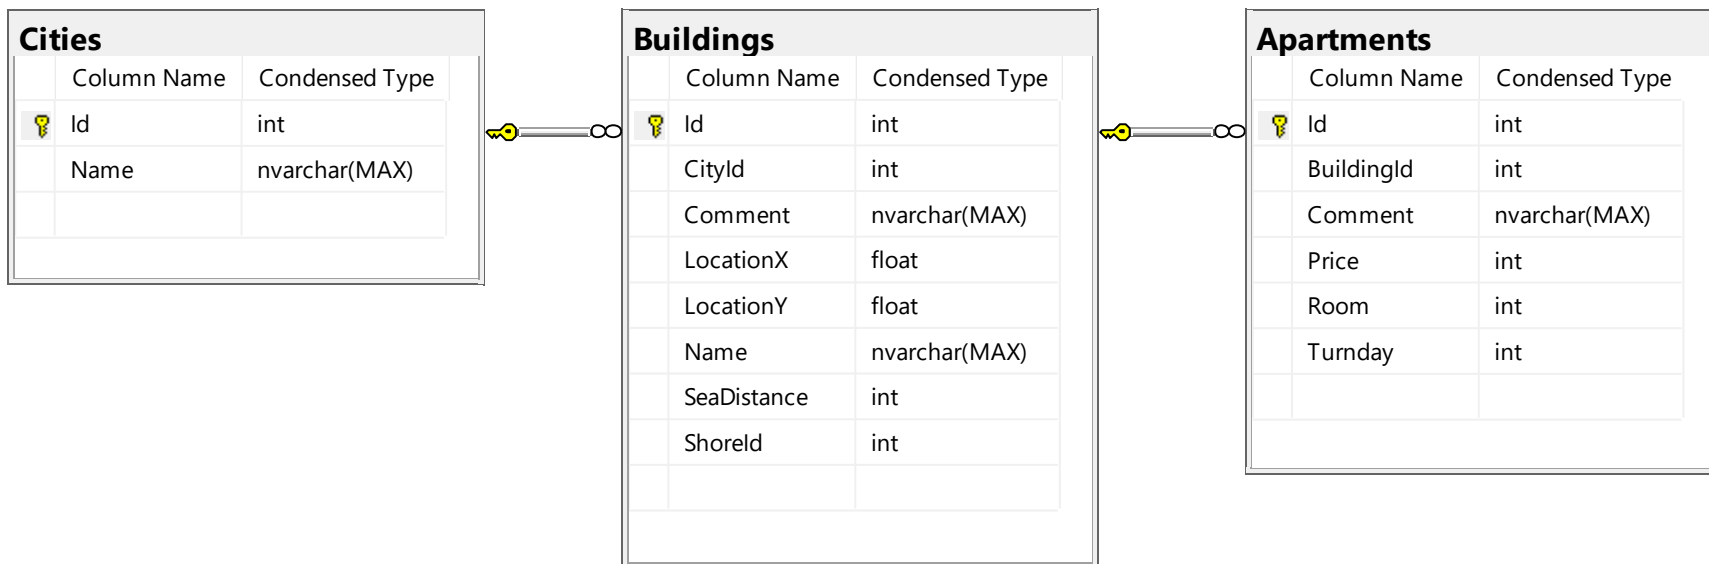 Cities
Column Name Condensed Type
Id int
Name nvarchar(MAX)
Buildings
Column Name Condensed Type
Id int
CityId int
Comment nvarchar(MAX)
LocationX float
LocationY float
Name nvarchar(MAX)
SeaDistance int
ShoreId int
Apartments
Column Name Condensed Type
Id int
BuildingId int
Comment nvarchar(MAX)
Price int
Room int
Turnday int